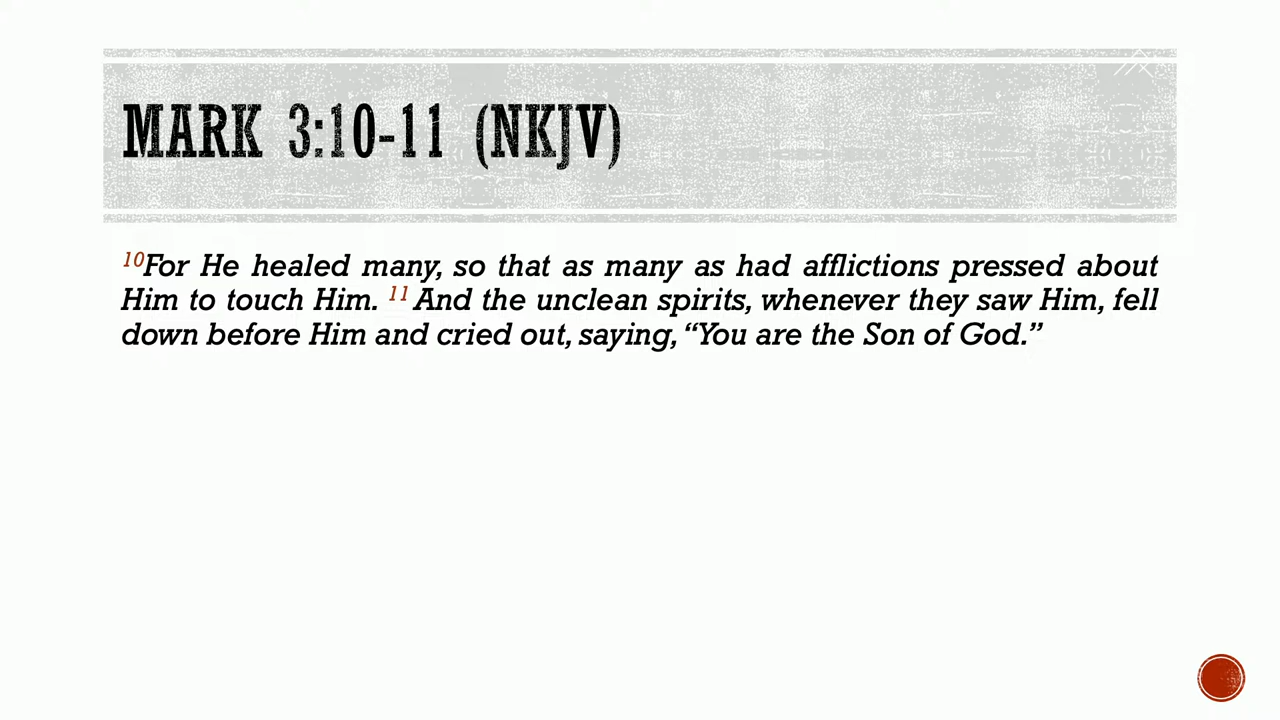 MARK 3:10-11 (NKJV)
10For He healed many, so that as many as had afflictions pressed about
Him to touch Him. 11 And the unclean spirits, whenever they saw Him, fell
down before Him and cried out, saying, “You are the Son of God.”